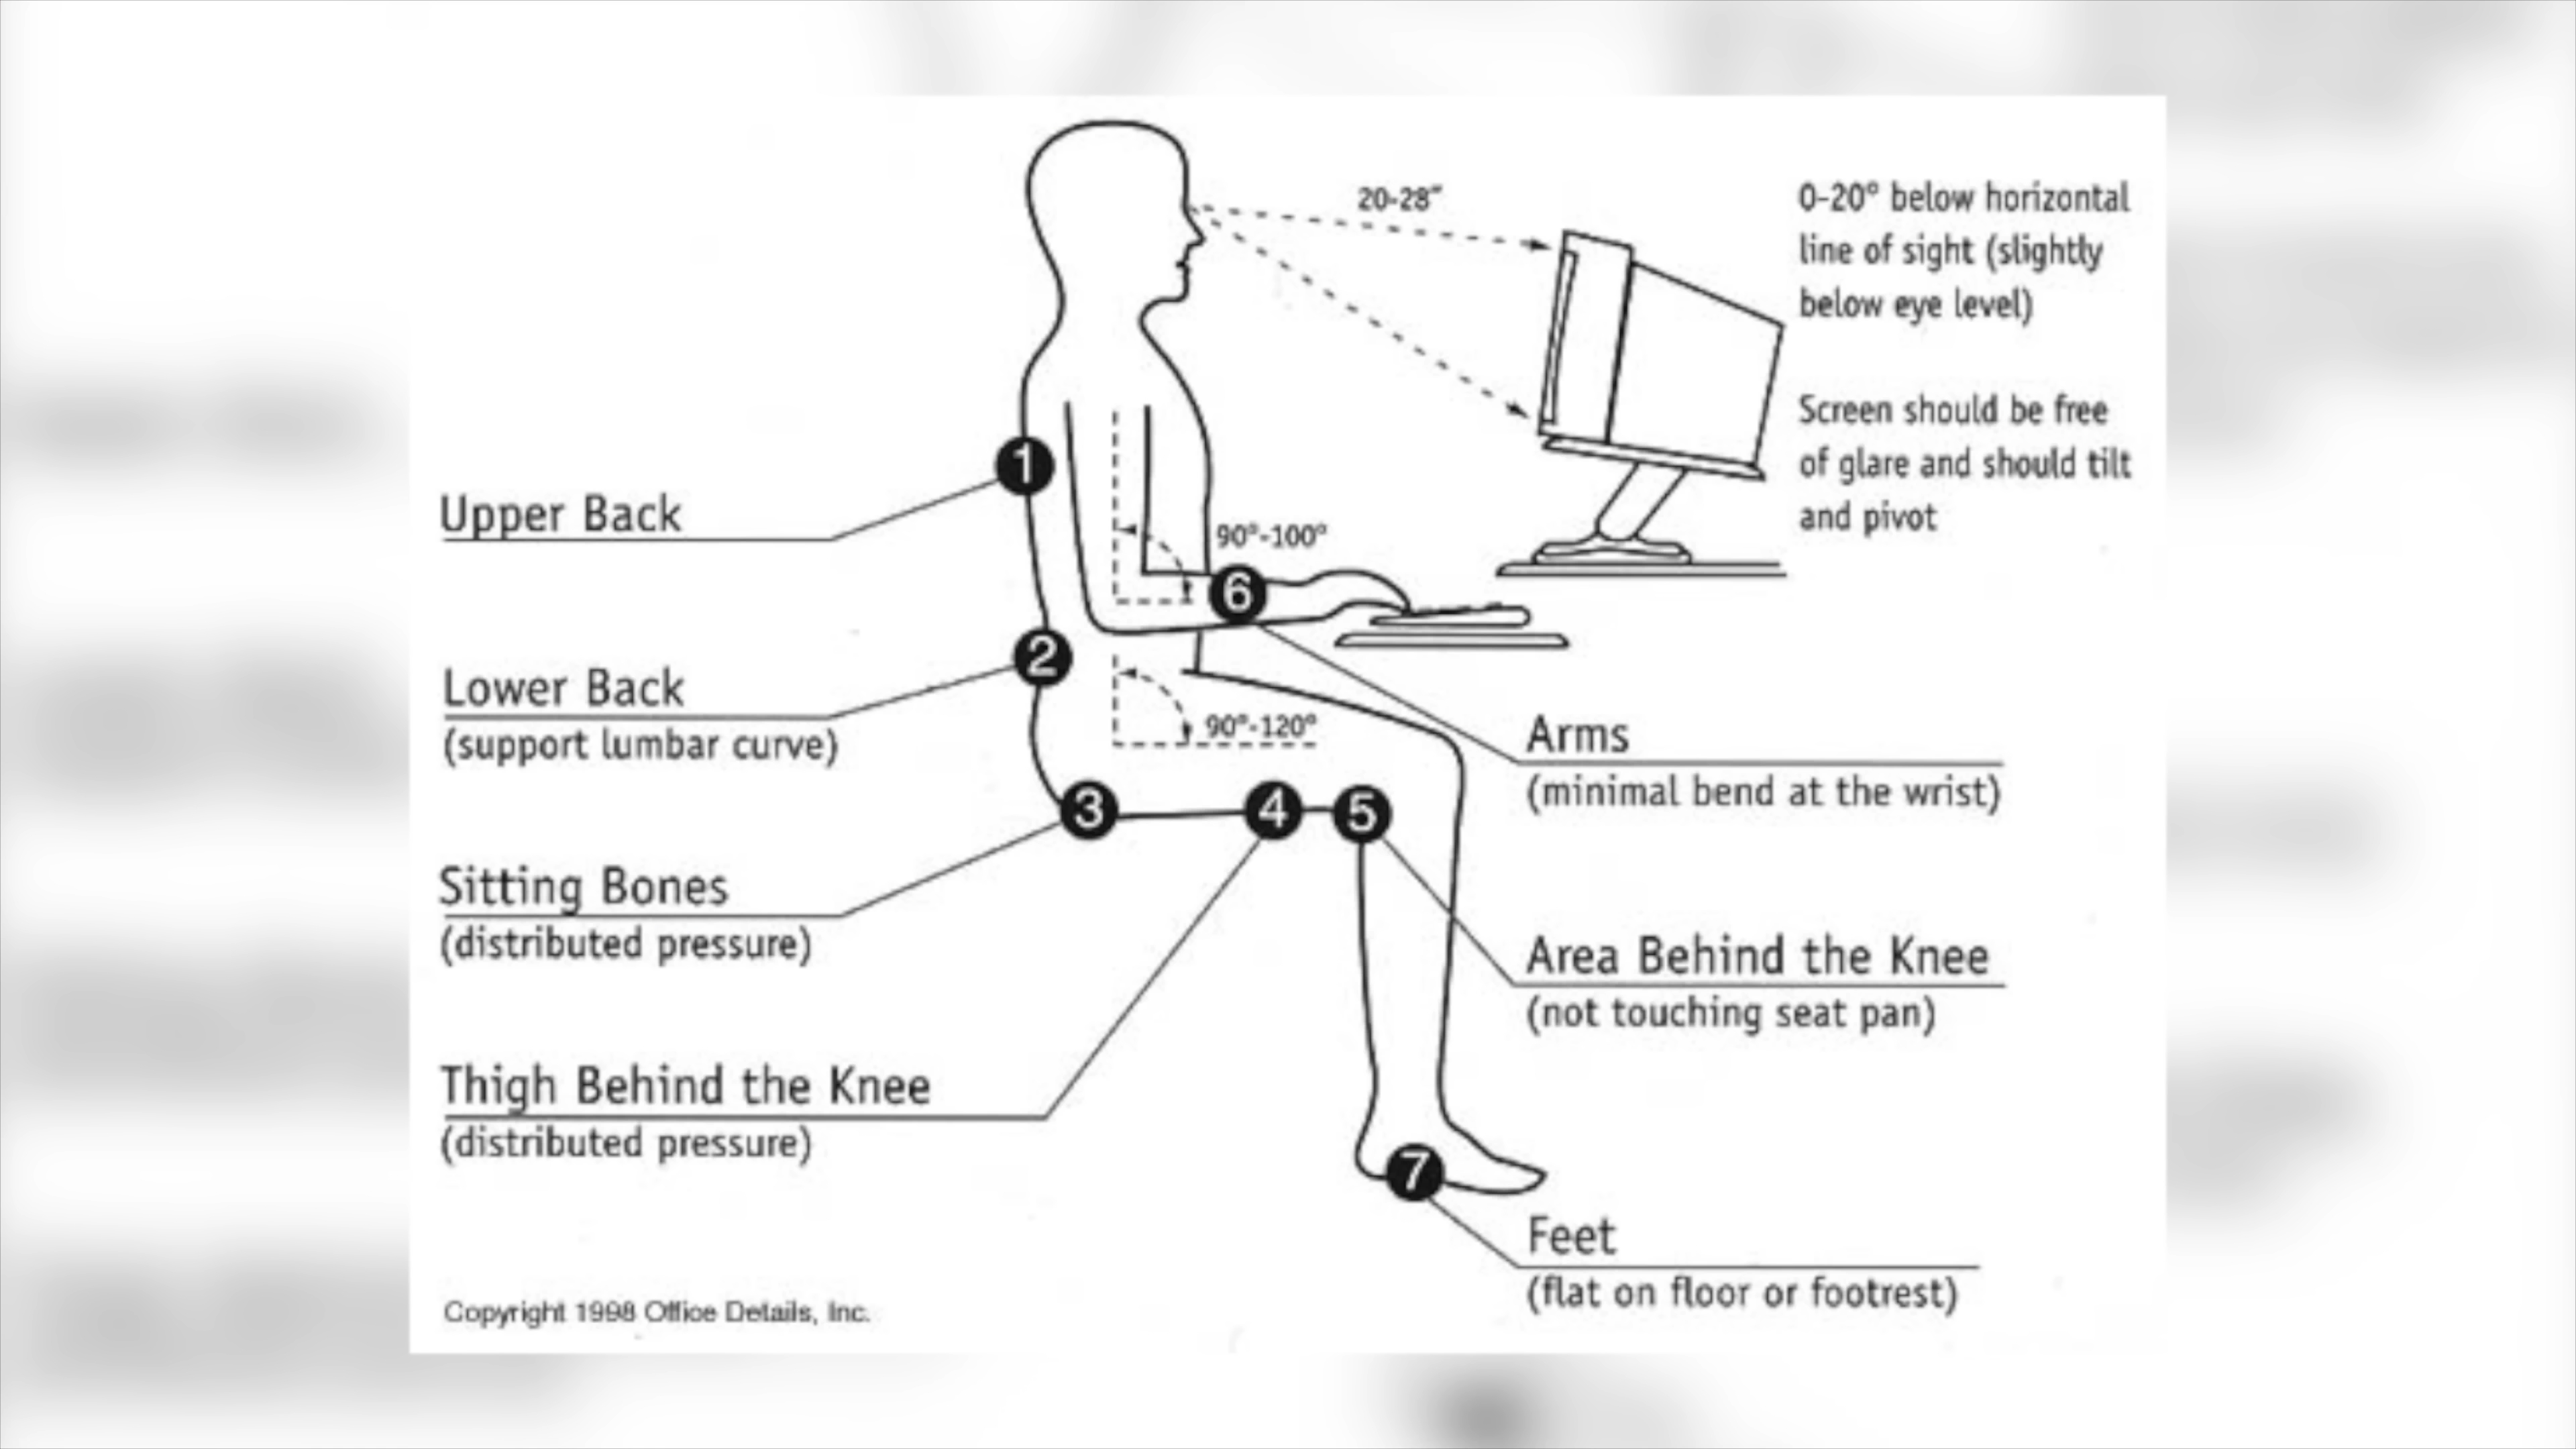 20-28"
0-20° below horizontal
line of sight (slightly
below eye level)
Screen should be free
of glare and should tilt
and pivot
1
Upper Back
90°-100°
6
2
Lower Back
(support lumbar curve)
90°-120°
Arms
(minimal bend at the wrist)
3
4
5
Sitting Bones
(distributed pressure)
Area Behind the Knee
(not touching seat pan)
Thigh Behind the Knee
(distributed pressure)
7
Feet
(flat on floor or footrest)
Copyright 1998 Office Details, Inc.